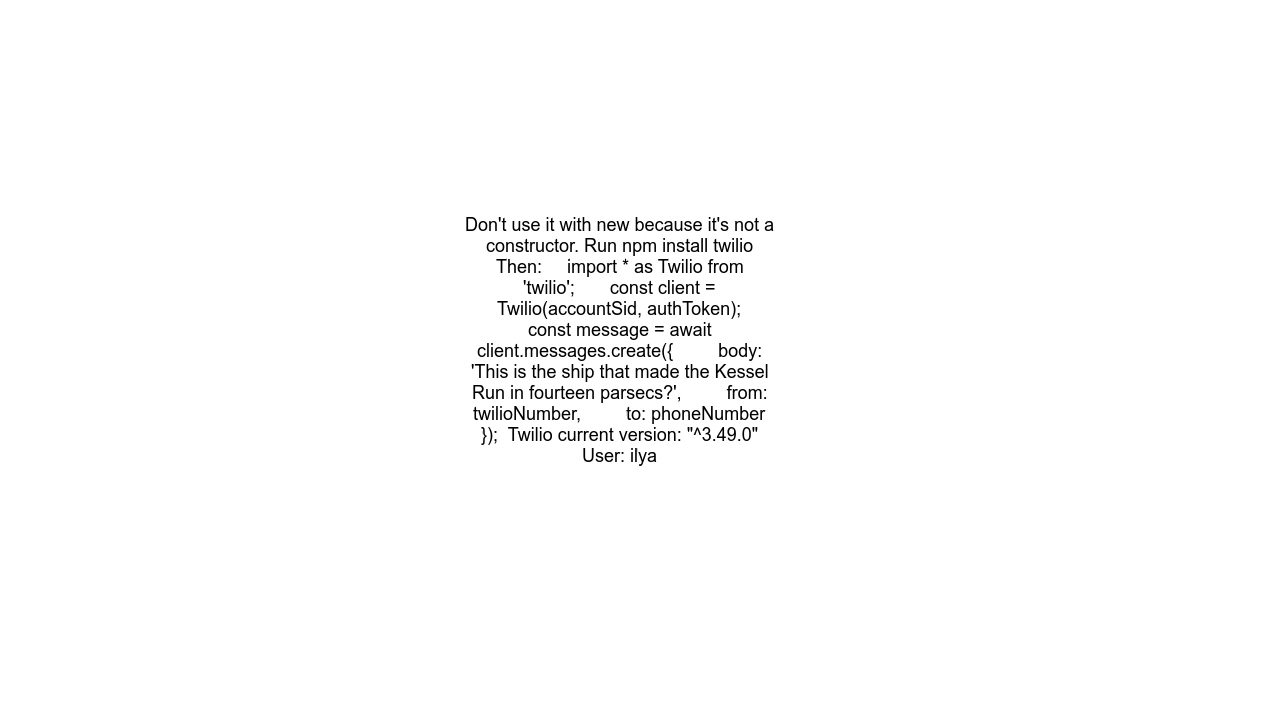 Don't use it with new because it's not a
constructor. Run npm install twilio
Then:     import * as Twilio from
'twilio';       const client =
Twilio(accountSid, authToken);
const message = await
client.messages.create({         body:
'This is the ship that made the Kessel
Run in fourteen parsecs?',         from:
twilioNumber,         to: phoneNumber
});  Twilio current version: "^3.49.0"
User: ilya